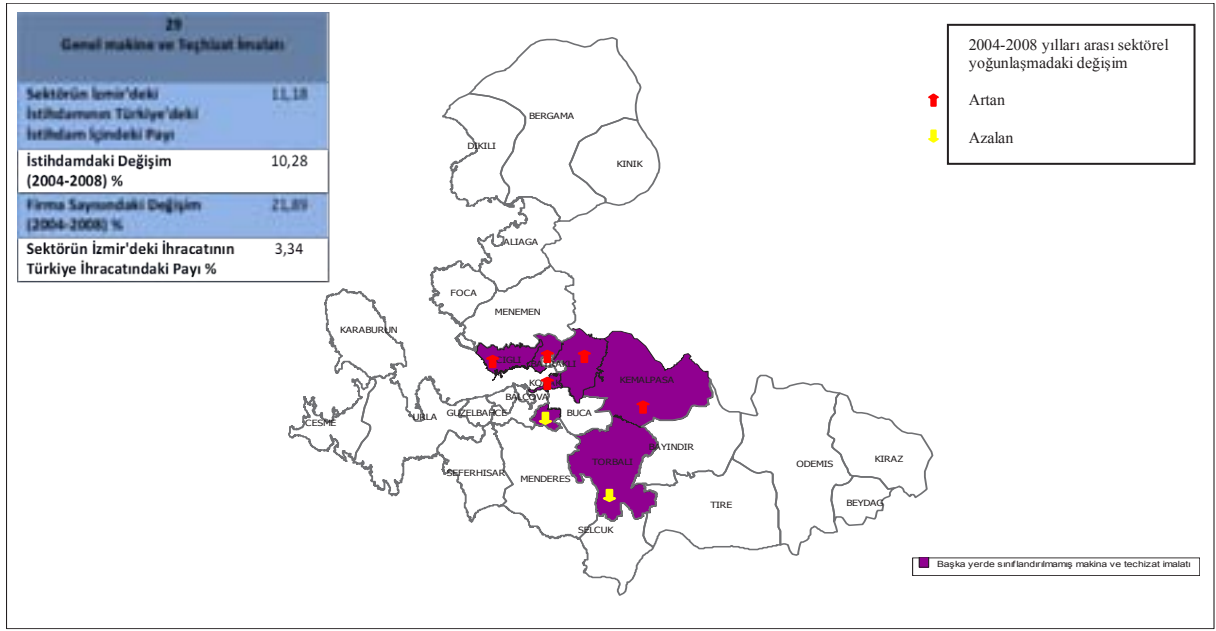 29
Genel makine ve Teçhizat İmalatı
Sektörün İzmir'deki 11,18
İstihdamının Türkiye'deki
İstihdam İçindeki Payı
İstihdamdaki Değişim 10,28
(2004-2008) %
Firma Sayısındaki Değişim 21,89
(2004-2008) %
Sektörün İzmir'deki İhracatının 3,34
Türkiye İhracatındaki Payı %
2004-2008 yılları arası sektörel
yoğunlaşmadaki değişim
Artan
Azalan
BERGAMA
DIKILI
KINIK
ALIAGA
FOCA
MENEMEN
KARABURUN
KEMALPASA
BALCOVA
CESME
URLA
GUZELBAHCE
BUCA
BAYINDIR
TORBALI
SEFERHISAR
MENDERES
ODEMIS
KIRAZ
TIRE
BEYDAG
SELCUK
Başka yerde sınıflandırılmamış makina ve techizat imalatı